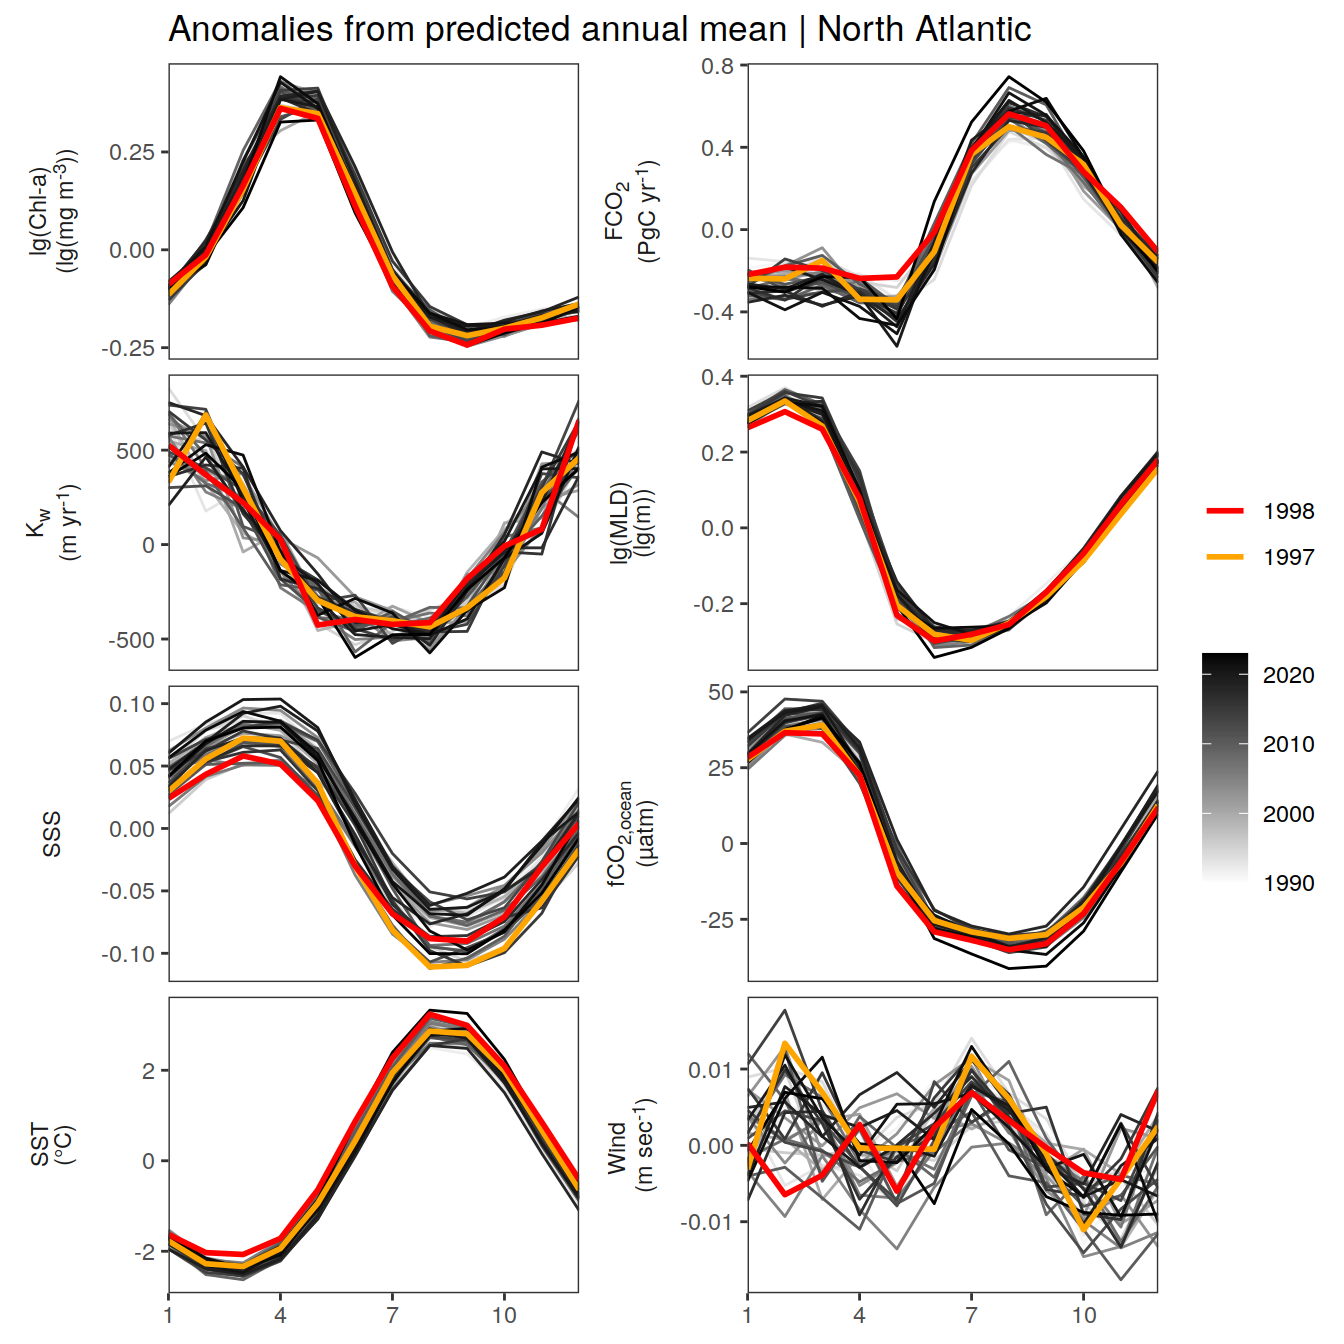 Anomalies from predicted annual mean | North Atlantic
lg(Chl-a)
(lg(mg m⁻³))
0.25
0.00
-0.25
FCO₂
(PgC yr⁻¹)
0.8
0.4
0.0
-0.4
K_w
(m yr⁻¹)
500
0
-500
lg(MLD)
(lg(m))
0.4
0.2
0.0
-0.2
SSS
0.10
0.05
0.00
-0.05
-0.10
fCO₂,ocean
(µatm)
50
25
0
-25
SST
(°C)
2
0
-2
1 4 7 10
Wind
(m sec⁻¹)
0.01
0.00
-0.01
1 4 7 10
1998
1997
2020
2010
2000
1990